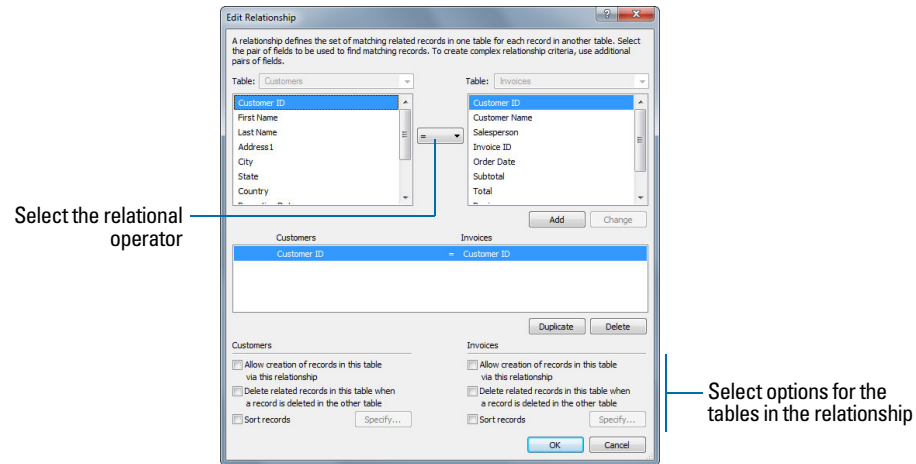 Edit Relationship
A relationship defines the set of matching related records in one table for each record in another table. Select
the pair of fields to be used to find matching records. To create complex relationship criteria, use additional
pairs of fields.
Table: Customers
Table: Invoices
Customer ID
First Name
Last Name
Address1
City
State
Country
=
Customer ID
Customer Name
Salesperson
Invoice ID
Order Date
Subtotal
Total
Select the relational
operator
Add
Change
Customers
Invoices
Customer ID = Customer ID
Duplicate
Delete
Customers
Allow creation of records in this table
via this relationship
Delete related records in this table when
a record is deleted in the other table
Sort records
Specify...
Invoices
Allow creation of records in this table
via this relationship
Delete related records in this table when
a record is deleted in the other table
Sort records
Specify...
Select options for the
tables in the relationship
OK
Cancel